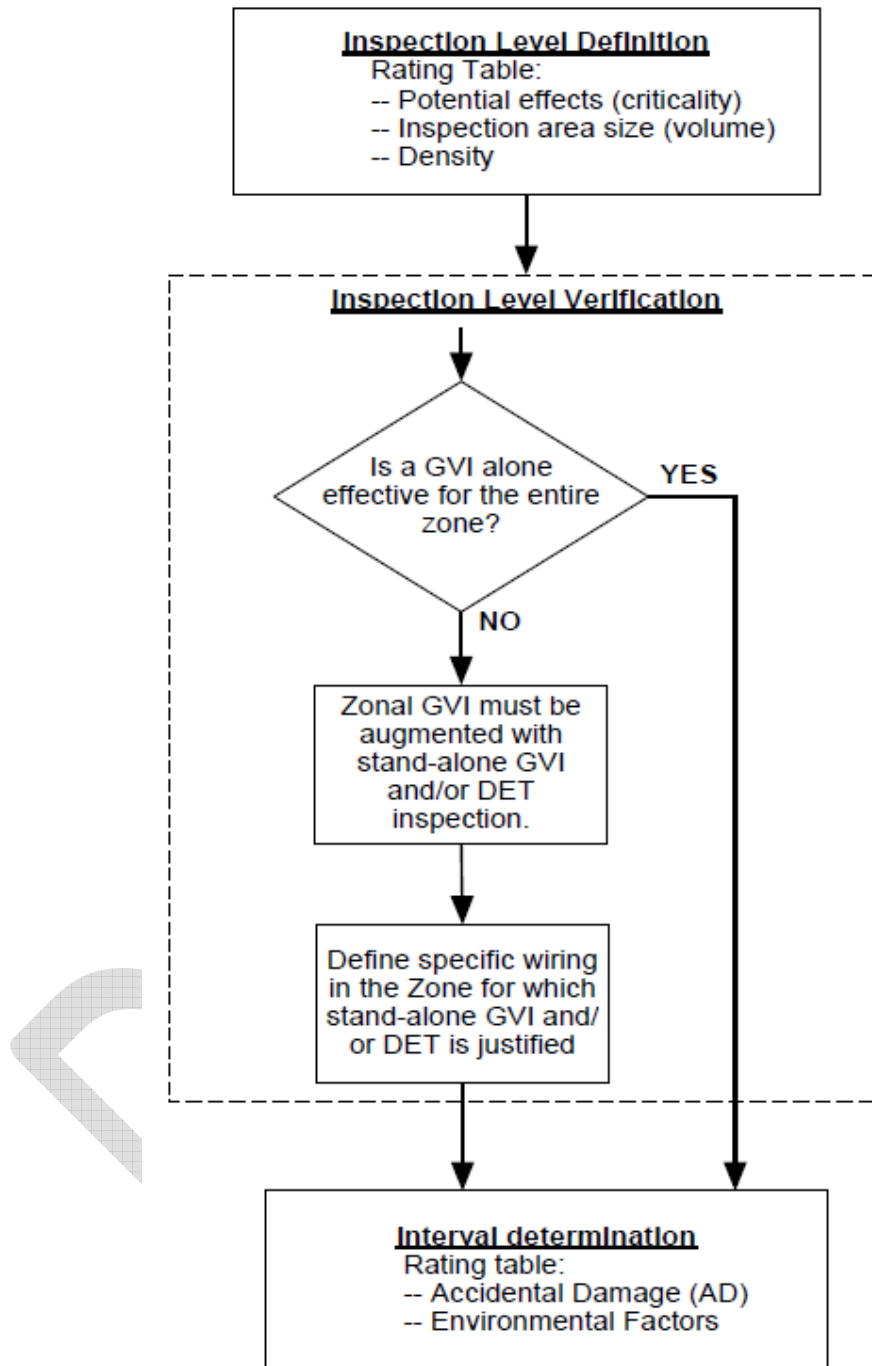 Inspection Level Definition
Rating Table:
-- Potential effects (criticality)
-- Inspection area size (volume)
-- Density
Inspection Level Verification
Is a GVI alone
effective for the entire
zone?
YES
NO
Zonal GVI must be
augmented with
stand-alone GVI
and/or DET
inspection.
Define specific wiring
in the Zone for which
stand-alone GVI and/
or DET is justified
Interval determination
Rating table:
-- Accidental Damage (AD)
-- Environmental Factors